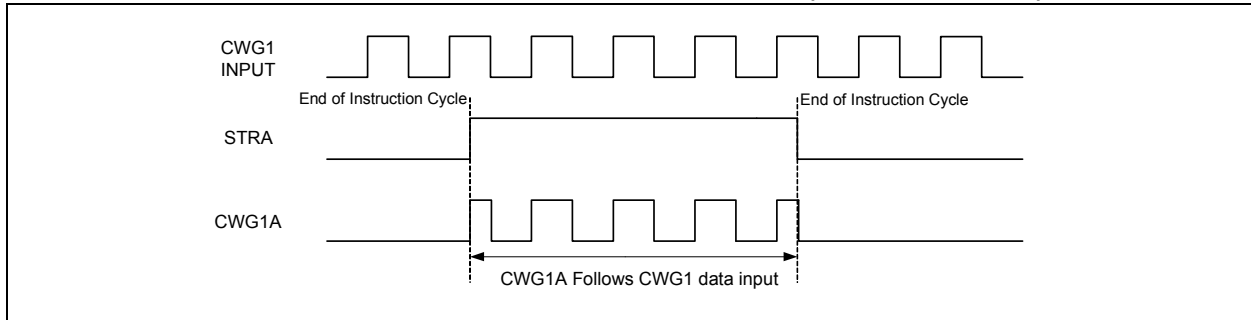 CWG1
INPUT
End of Instruction Cycle
End of Instruction Cycle
STRA
CWG1A
CWG1A Follows CWG1 data input